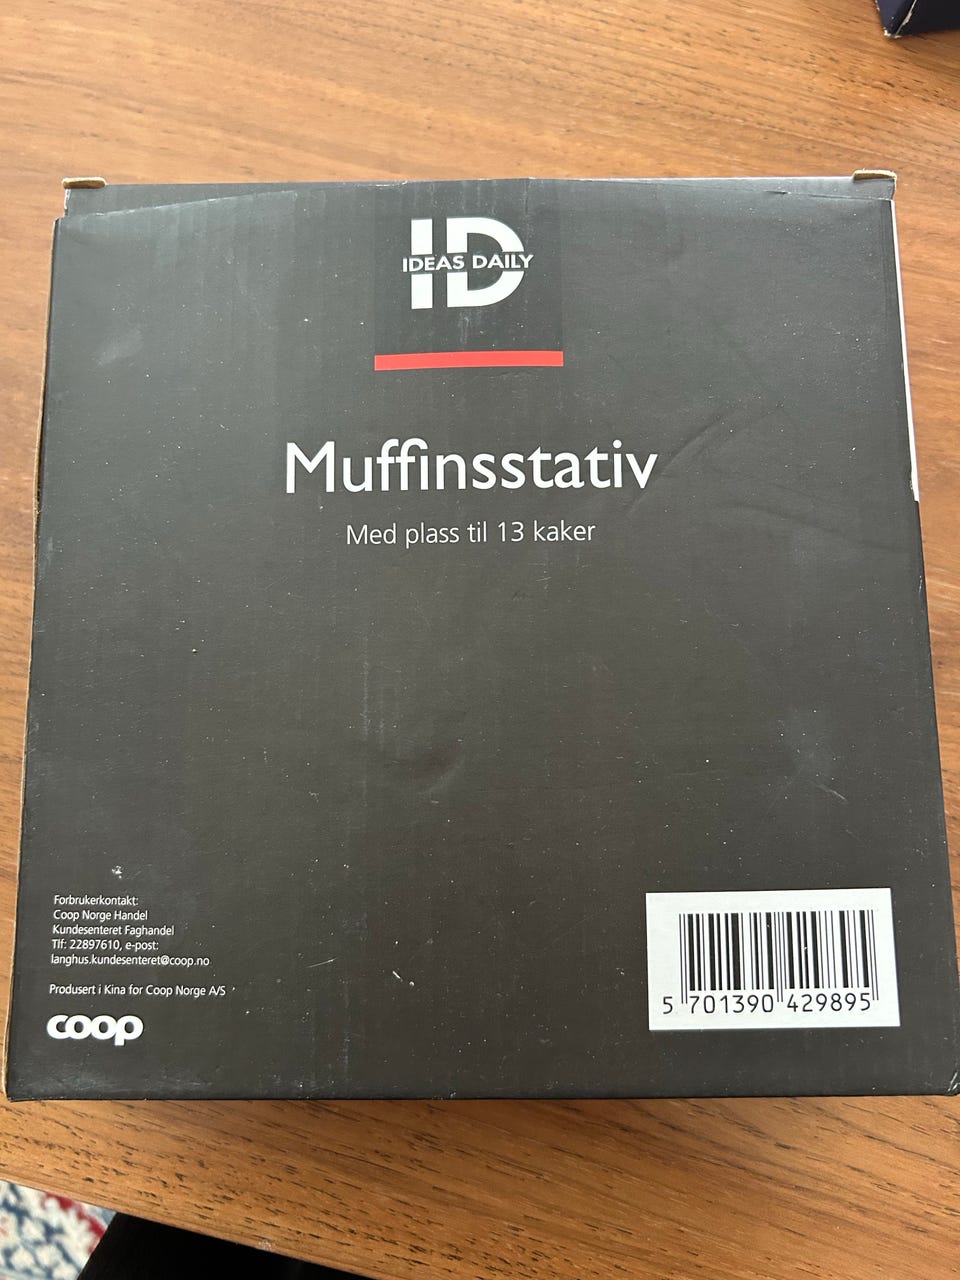 ID
IDEAS DAILY
Muffinsstativ
Med plass til 13 kaker
Forbrukerkontakt:
Coop Norge Handel
Kundesenteret Faghandel
Tlf: 22897610, e-post:
langhus.kundesenteret@coop.no
Produsert i Kina for Coop Norge A/S
coop
5 701390 429895